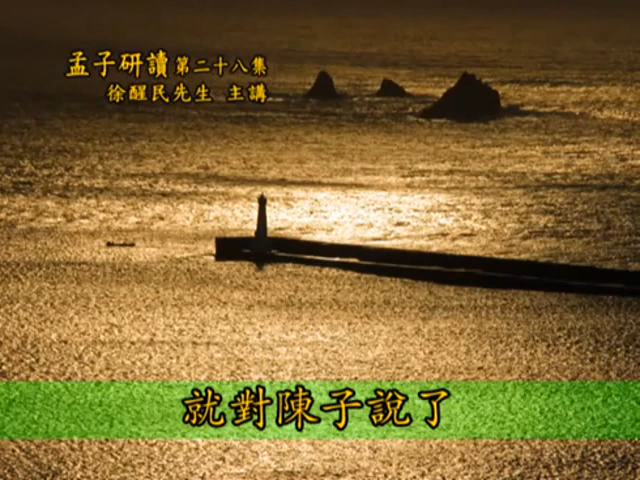 孟子研讀 第二十八集
徐醒民先生 主講
就對陳子說了